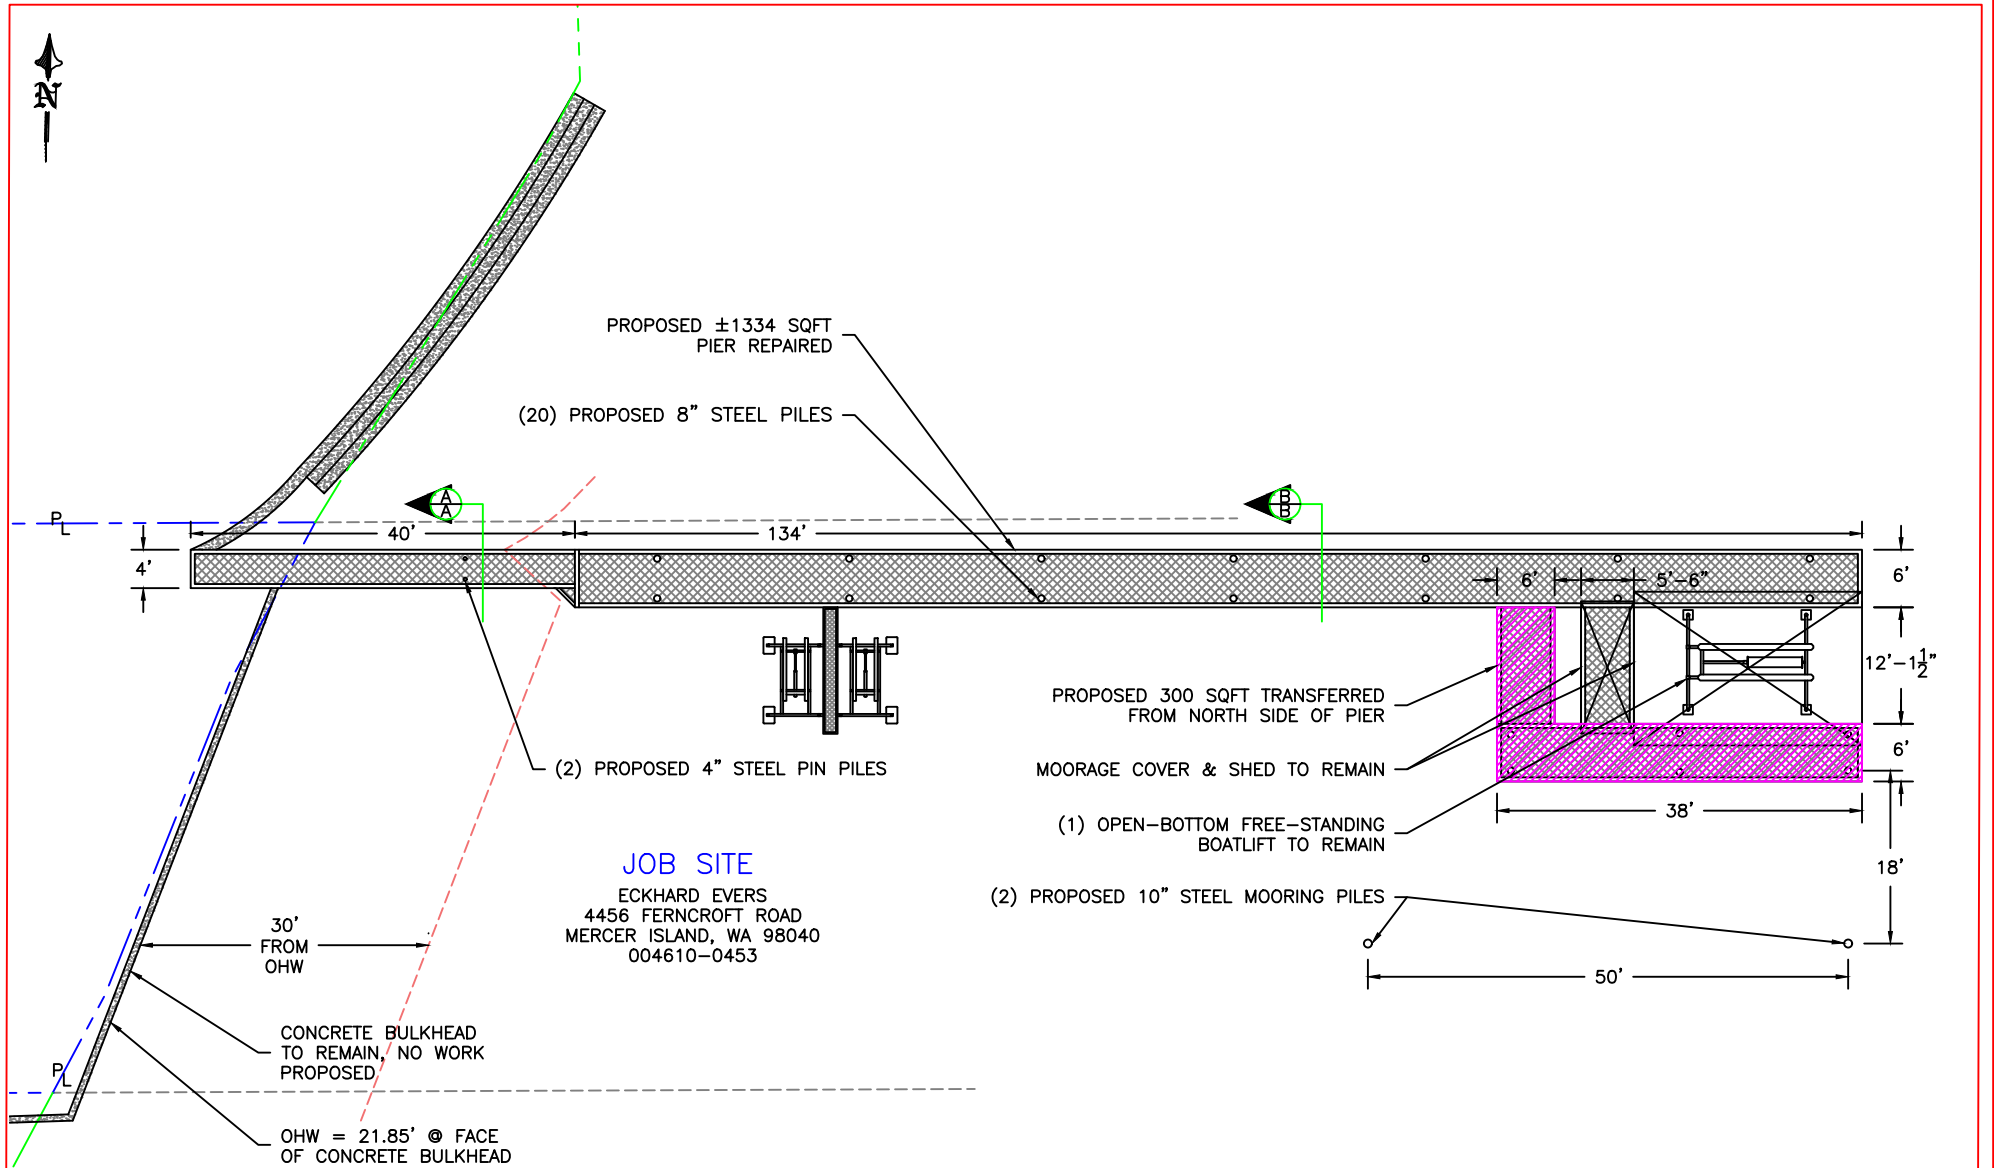 N
PROPOSED ±1334 SQFT
PIER REPAIRED
(20) PROPOSED 8" STEEL PILES
A
A
B
B
PL
40'
134'
4'
6'
6'
5'-6"
12'-1 1/2"
PROPOSED 300 SQFT TRANSFERRED
FROM NORTH SIDE OF PIER
(2) PROPOSED 4" STEEL PIN PILES
MOORAGE COVER & SHED TO REMAIN
6'
38'
(1) OPEN-BOTTOM FREE-STANDING
BOATLIFT TO REMAIN
18'
JOB SITE
ECKHARD EVERS
4456 FERNCROFT ROAD
MERCER ISLAND, WA 98040
004610-0453
(2) PROPOSED 10" STEEL MOORING PILES
50'
30'
FROM
OHW
CONCRETE BULKHEAD
TO REMAIN, NO WORK
PROPOSED
PL
OHW = 21.85' @ FACE
OF CONCRETE BULKHEAD